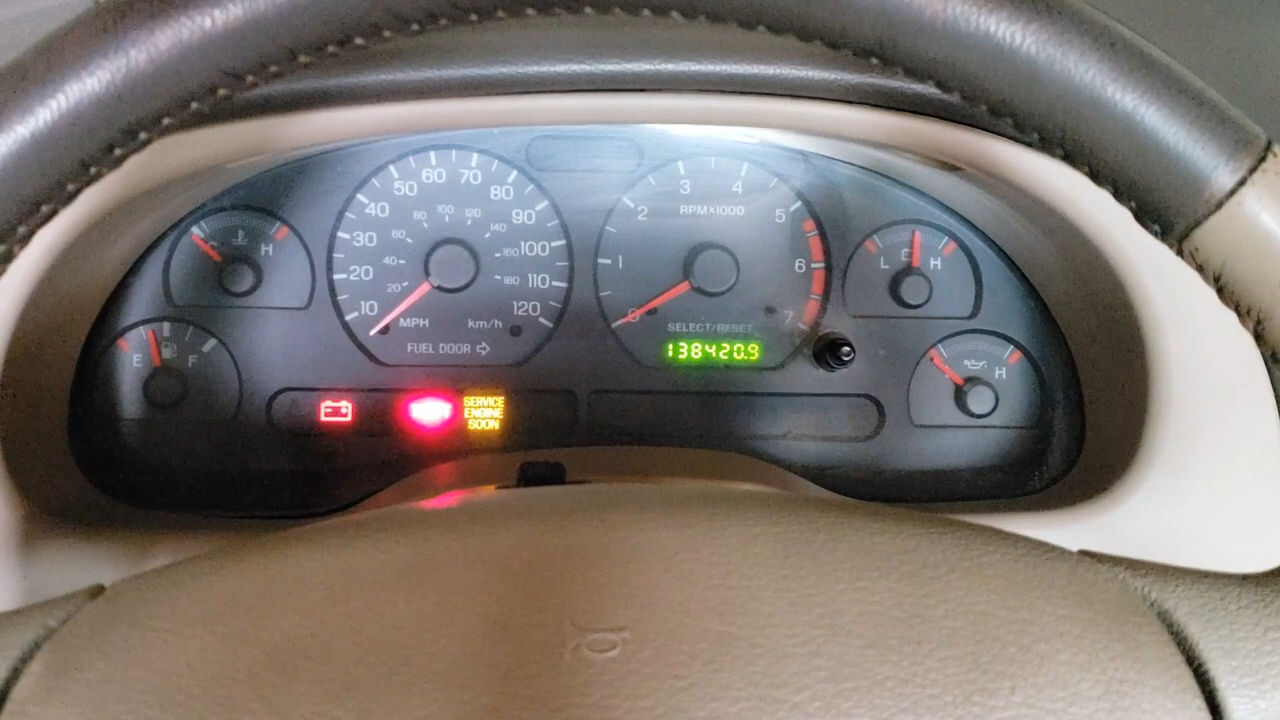 60 70
50 80
40 90
30 100
20 110
10 120
80 100 120
60 140
40 160
20 180
MPH km/h
FUEL DOOR
3 4
2 5
1 6
0 7
RPM×1000
SELECT/RESET
138420.9
C H
E F
L H
H
SERVICE
ENGINE
SOON